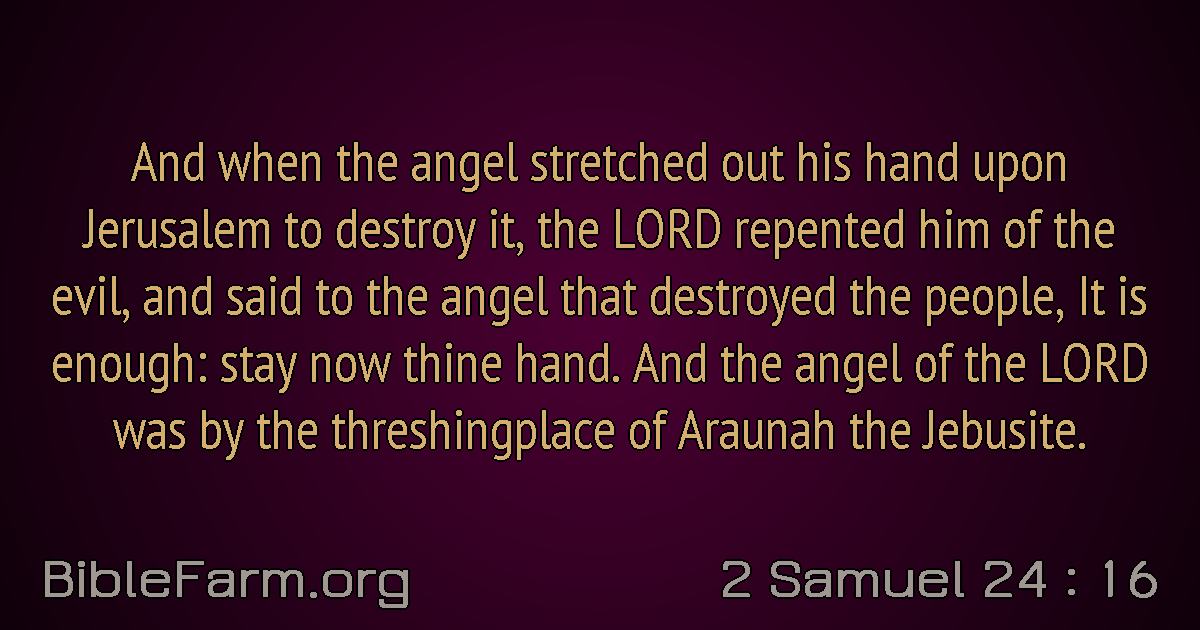 And when the angel stretched out his hand upon
Jerusalem to destroy it, the LORD repented him of the
evil, and said to the angel that destroyed the people, It is
enough: stay now thine hand. And the angel of the LORD
was by the threshingplace of Araunah the Jebusite.
BibleFarm.org
2 Samuel 24 : 16